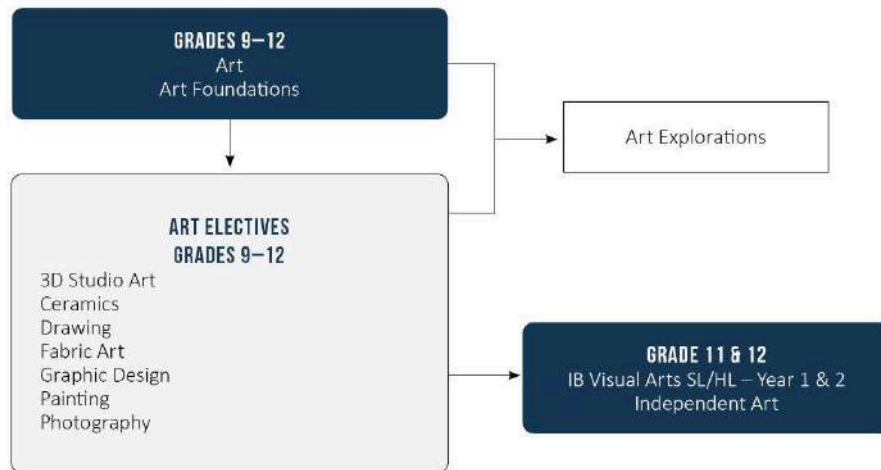 GRADES 9–12
Art
Art Foundations
Art Explorations
ART ELECTIVES
GRADES 9–12
3D Studio Art
Ceramics
Drawing
Fabric Art
Graphic Design
Painting
Photography
GRADE 11 & 12
IB Visual Arts SL/HL – Year 1 & 2
Independent Art